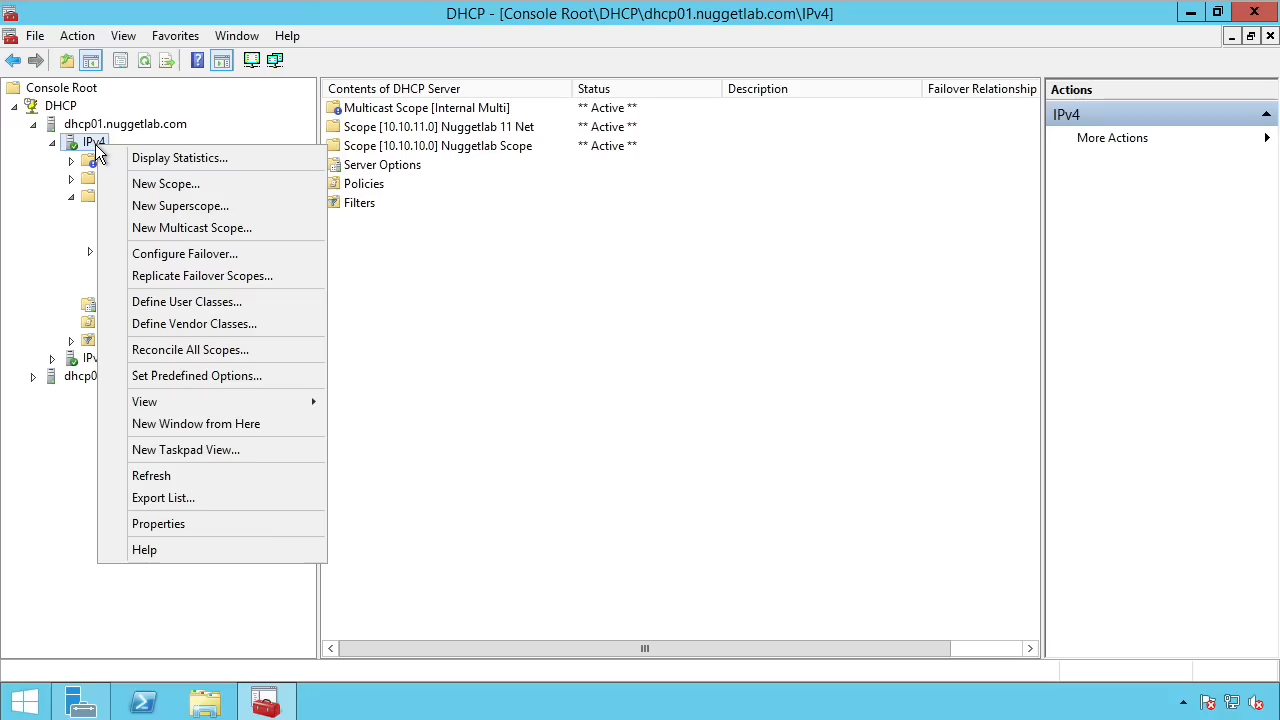 DHCP - [Console Root\DHCP\dhcp01.nuggetlab.com\IPv4]
File Action View Favorites Window Help
Console Root
DHCP
dhcp01.nuggetlab.com
IPv4
IPv
dhcp0
Display Statistics...
New Scope...
New Superscope...
New Multicast Scope...
Configure Failover...
Replicate Failover Scopes...
Define User Classes...
Define Vendor Classes...
Reconcile All Scopes...
Set Predefined Options...
View
New Window from Here
New Taskpad View...
Refresh
Export List...
Properties
Help
Contents of DHCP Server Status Description Failover Relationship
Multicast Scope [Internal Multi] ** Active **
Scope [10.10.11.0] Nuggetlab 11 Net ** Active **
Scope [10.10.10.0] Nuggetlab Scope ** Active **
Server Options
Policies
Filters
Actions
IPv4
More Actions